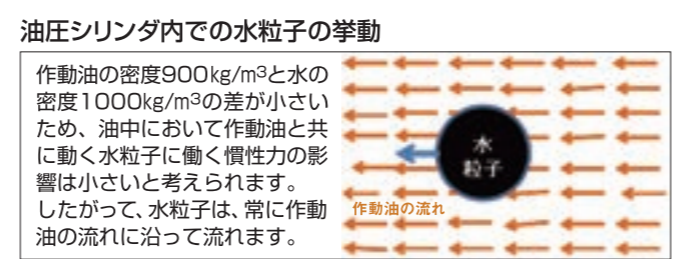 油圧シリンダ内での水粒子の挙動
作動油の密度900㎏/m³と水の
密度1000㎏/m³の差が小さい
ため、油中において作動油と共
に動く水粒子に働く慣性力の影
響は小さいと考えられます。
したがって、水粒子は、常に作動
油の流れに沿って流れます。
水
粒子
作動油の流れ